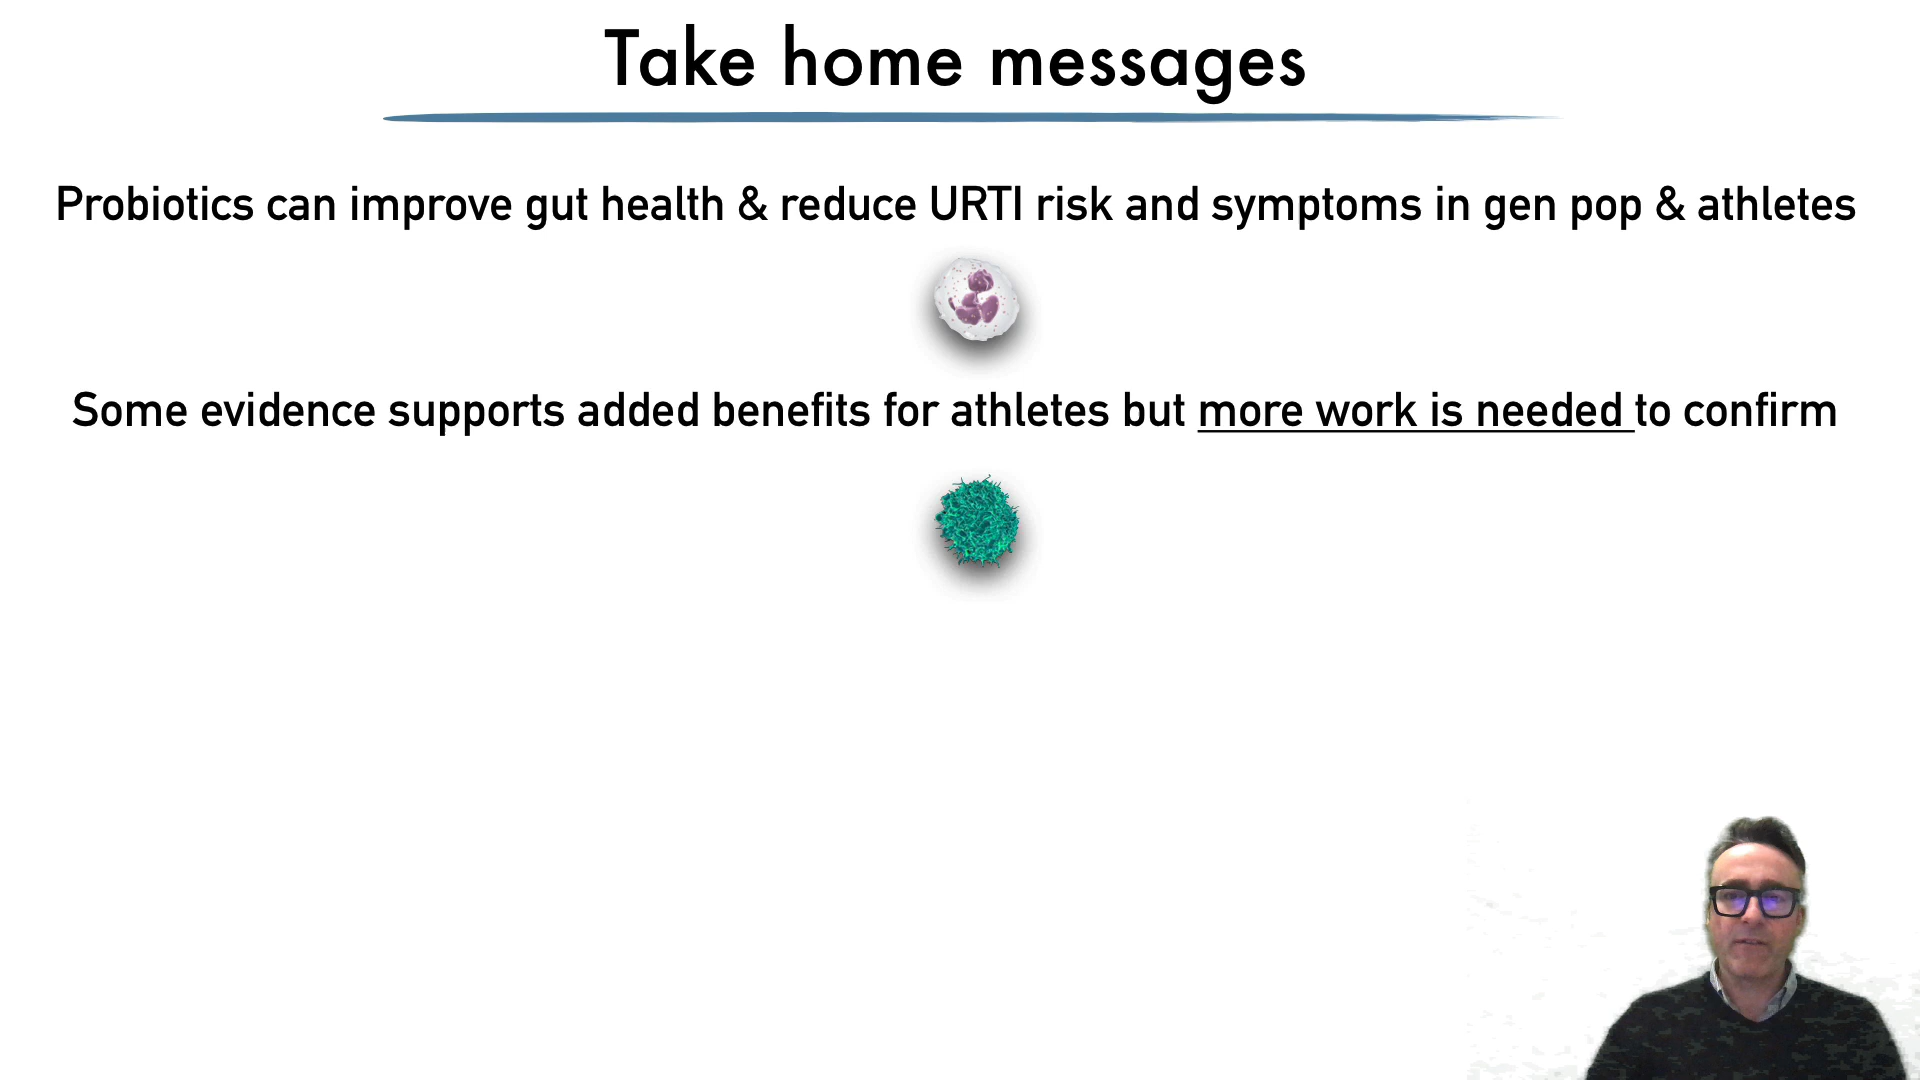 Take home messages
Probiotics can improve gut health & reduce URTI risk and symptoms in gen pop & athletes
Some evidence supports added benefits for athletes but more work is needed to confirm